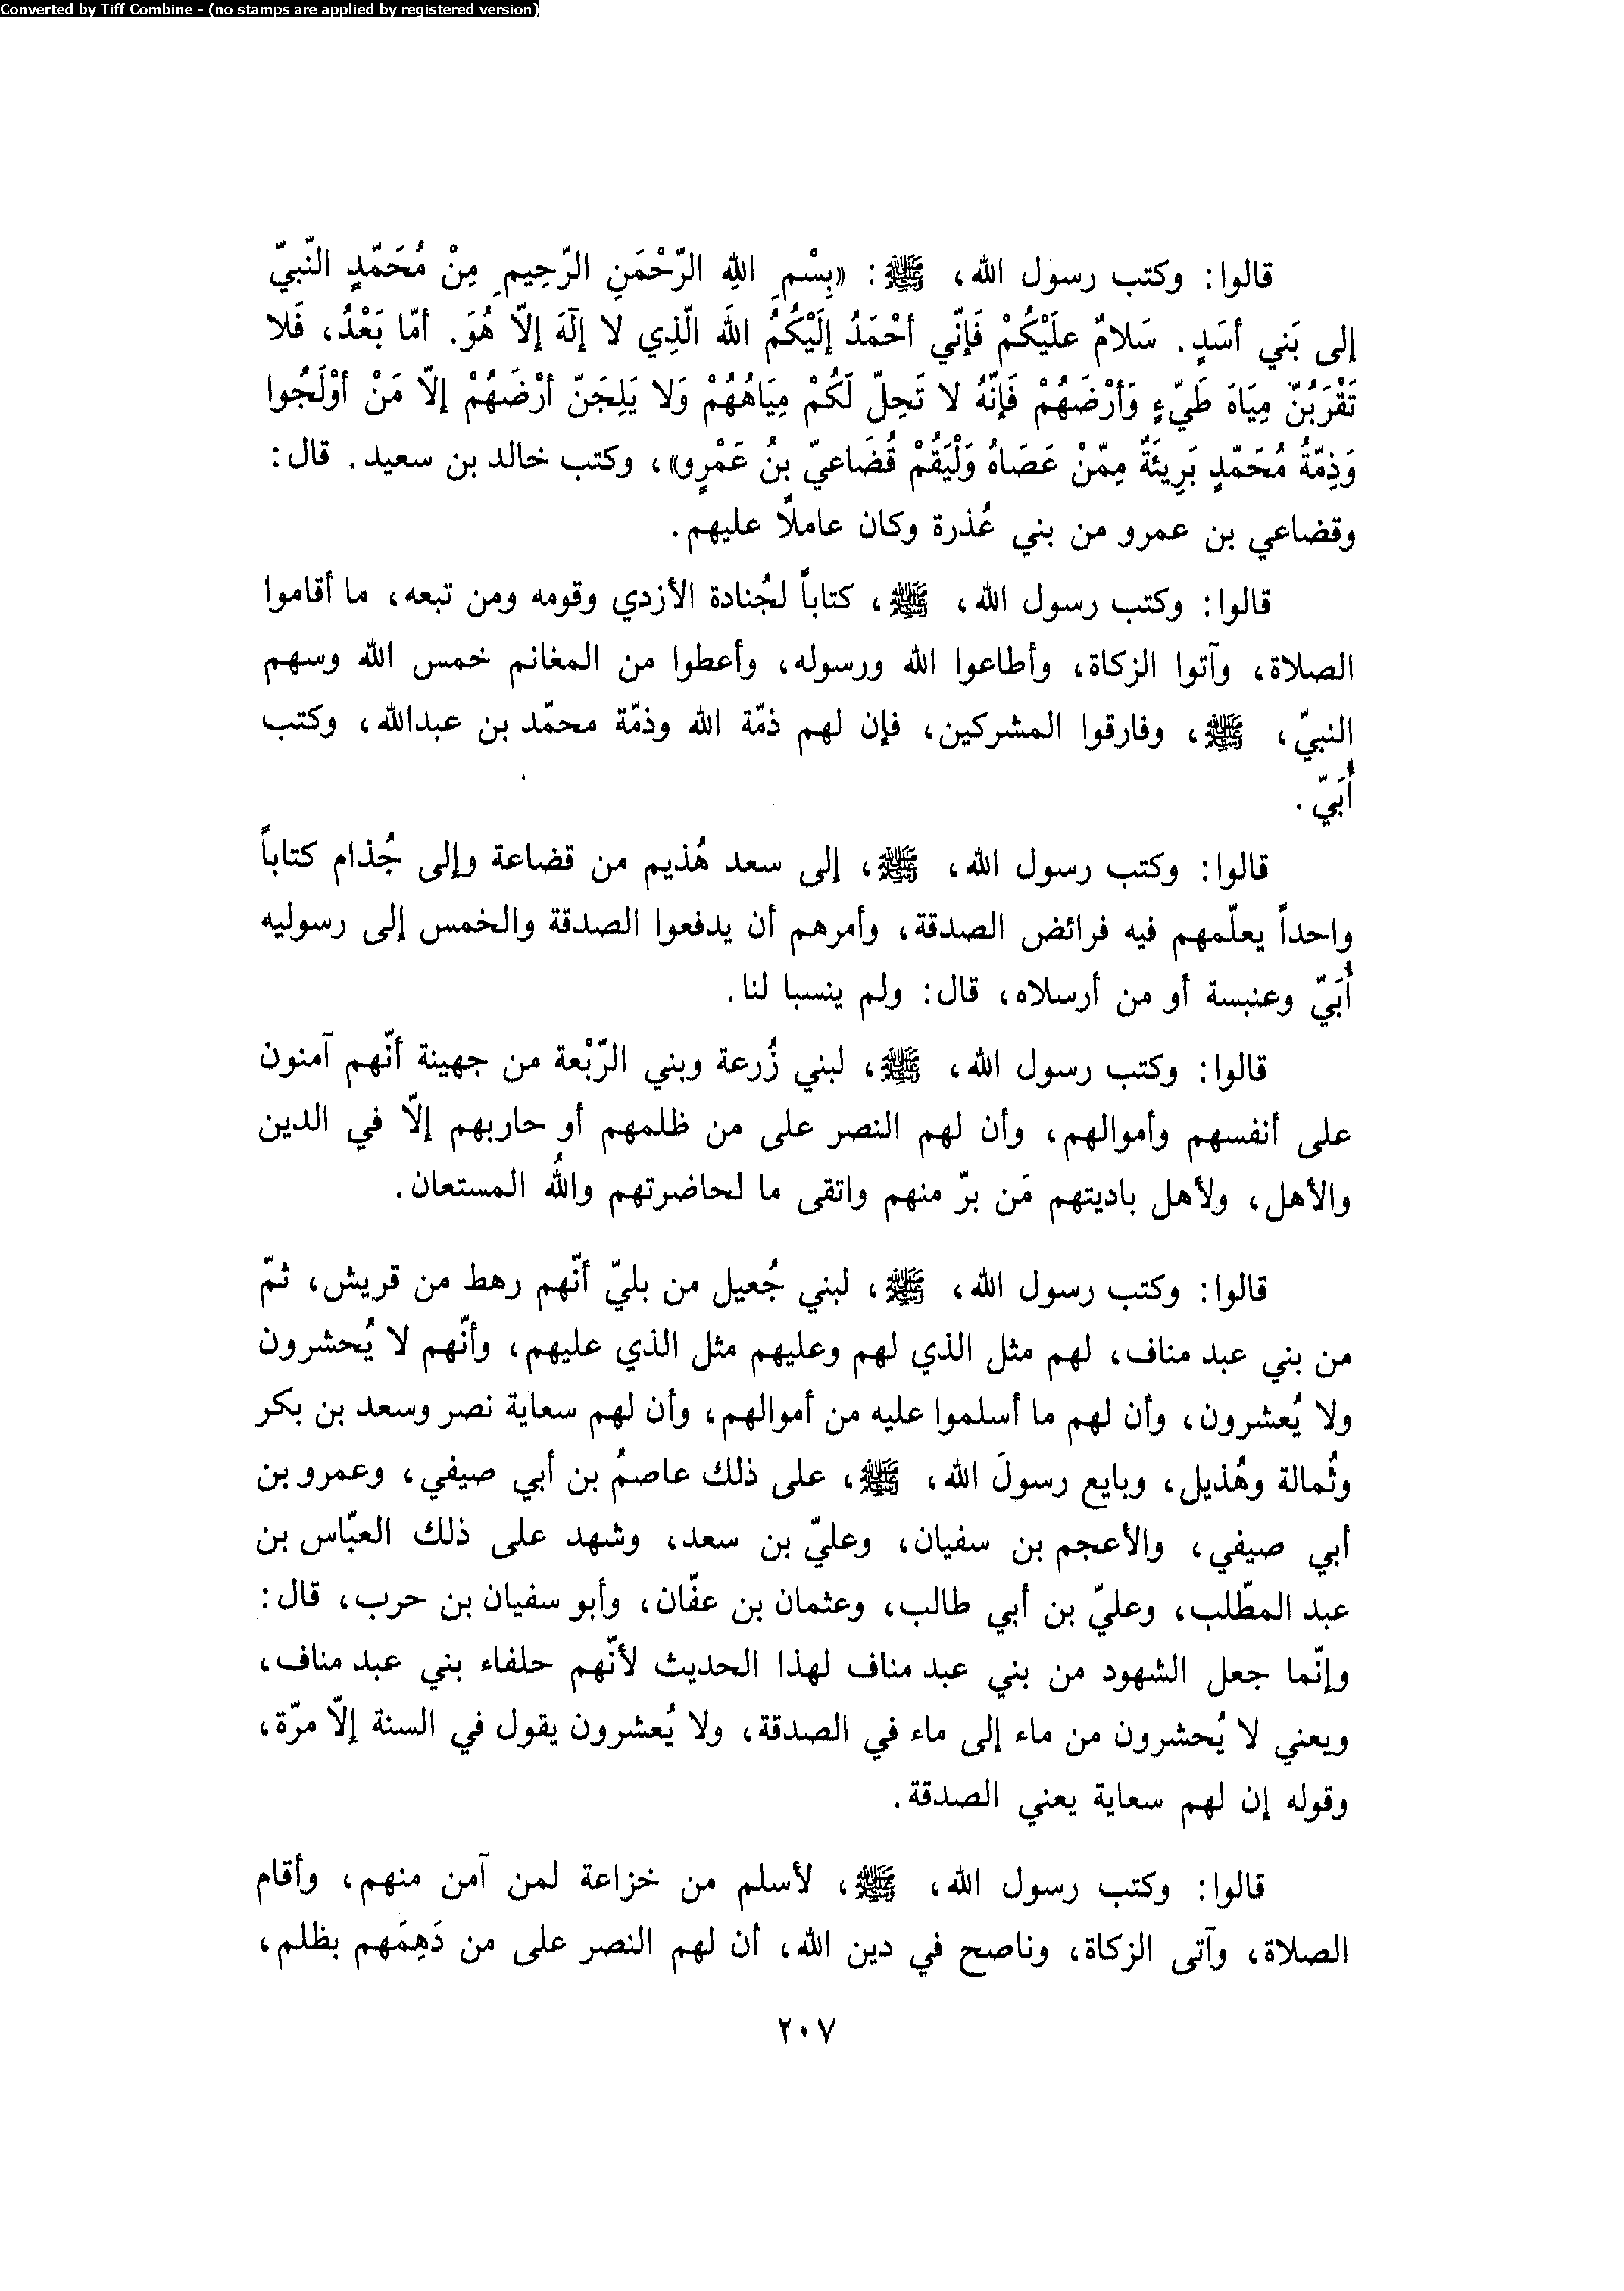 Converted by Tiff Combine - (no stamps are applied by registered version)
قالوا: وكتب رسول الله، ﷺ: «بِسْمِ اللهِ الرّحْمَنِ الرّحِيمِ مِنْ مُحَمّدٍ النّبيّ
إلى بَني أسَدٍ. سَلامٌ علَيْكُمْ فَإنّي أحْمَدُ إلَيْكُمُ اللهَ الّذِي لا إلَهَ إلاّ هُوَ. أمّا بَعْدُ، فَلا
تَقْرَبُنّ مِيَاهَ طَيّءٍ وَأرْضَهُمْ فَإنّهُ لا تَحِلّ لَكُمْ مِيَاهُهُمْ وَلا يَلِجَنّ أرْضَهُمْ إلاّ مَنْ أوْلَجُوا
وَذِمّةُ مُحَمّدٍ بَرِيئَةٌ مِمّنْ عَصَاهُ وَلْيَقُمْ قُضَاعيّ بنُ عَمْرٍو»، وكتب خالد بن سعيد. قال:
وقضاعي بن عمرو من بني عُذرة وكان عاملاً عليهم.
قالوا: وكتب رسول الله، ﷺ، كتاباً لجُنادة الأزدي وقومه ومن تبعه، ما أقاموا
الصلاة، وآتوا الزكاة، وأطاعوا الله ورسوله، وأعطوا من المغانم خمس الله وسهم
النبيّ، ﷺ، وفارقوا المشركين، فإن لهم ذمّة الله وذمّة محمّد بن عبدالله، وكتب
أُبَيّ.
قالوا: وكتب رسول الله، ﷺ، إلى سعد هُذيم من قضاعة وإلى جُذام كتاباً
واحداً يعلّمهم فيه فرائض الصدقة، وأمرهم أن يدفعوا الصدقة والخمس إلى رسوليه
أُبَيّ وعنبسة أو من أرسلاه، قال: ولم ينسبا لنا.
قالوا: وكتب رسول الله، ﷺ، لبني زُرعة وبني الرّبْعة من جهينة أنّهم آمنون
على أنفسهم وأموالهم، وأن لهم النصر على من ظلمهم أو حاربهم إلاّ في الدين
والأهل، ولأهل باديتهم مَن برّ منهم واتقى ما لحاضرتهم واللهُ المستعان.
قالوا: وكتب رسول الله، ﷺ، لبني جُعيل من بليّ أنّهم رهط من قريش، ثمّ
من بني عبد مناف، لهم مثل الذي لهم وعليهم مثل الذي عليهم، وأنّهم لا يُحشرون
ولا يُعشرون، وأن لهم ما أسلموا عليه من أموالهم، وأن لهم سعاية نصر وسعد بن بكر
وثُمالة وهُذيل، وبايع رسولَ الله، ﷺ، على ذلك عاصمُ بن أبي صيفي، وعمرو بن
أبي صيفي، والأعجم بن سفيان، وعليّ بن سعد، وشهد على ذلك العبّاس بن
عبد المطّلب، وعليّ بن أبي طالب، وعثمان بن عفّان، وأبو سفيان بن حرب، قال:
وإنّما جعل الشهود من بني عبد مناف لهذا الحديث لأنّهم حلفاء بني عبد مناف،
ويعني لا يُحشرون من ماء إلى ماء في الصدقة، ولا يُعشرون يقول في السنة إلاّ مرّة،
وقوله إن لهم سعاية يعني الصدقة.
قالوا: وكتب رسول الله، ﷺ، لأسلم من خزاعة لمن آمن منهم، وأقام
الصلاة، وآتى الزكاة، وناصح في دين الله، أن لهم النصر على من دَهِمَهم بظلم،
٢٠٧